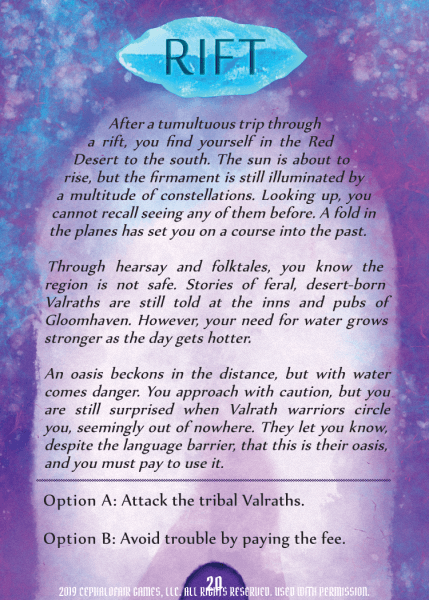 RIFT
After a tumultuous trip through
a rift, you find yourself in the Red
Desert to the south. The sun is about to
rise, but the firmament is still illuminated by
a multitude of constellations. Looking up, you
cannot recall seeing any of them before. A fold in
the planes has set you on a course into the past.
Through hearsay and folktales, you know the
region is not safe. Stories of feral, desert-born
Valraths are still told at the inns and pubs of
Gloomhaven. However, your need for water grows
stronger as the day gets hotter.
An oasis beckons in the distance, but with water
comes danger. You approach with caution, but you
are still surprised when Valrath warriors circle
you, seemingly out of nowhere. They let you know,
despite the language barrier, that this is their oasis,
and you must pay to use it.
Option A: Attack the tribal Valraths.
Option B: Avoid trouble by paying the fee.
20
2019 CEPHALOFAIR GAMES, LLC. ALL RIGHTS RESERVED. USED WITH PERMISSION.